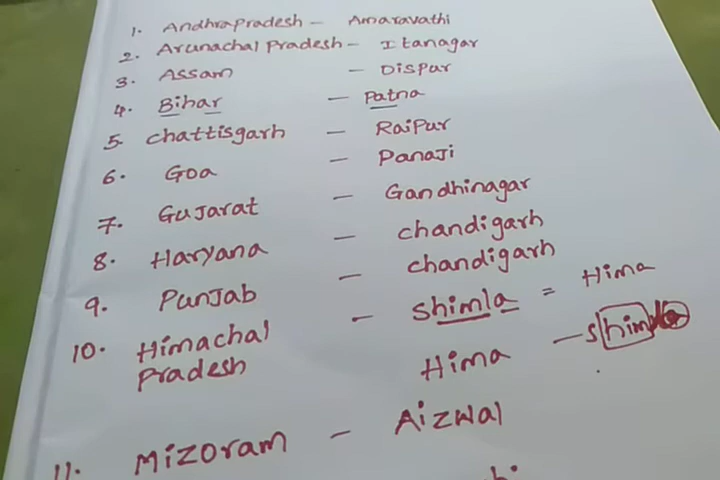 1. Andhrapradesh - Amaravathi
2. Arunachal Pradesh - Itanagar
3. Assam - Dispur
4. Bihar - Patna
5. Chattisgarh - Raipur
6. Goa - Panaji
7. Gujarat - Gandhinagar
8. Haryana - chandigarh
9. Punjab - chandigarh
10. Himachal Pradesh - Shimla = Hima
Hima - shimla
11. Mizoram - Aizwal